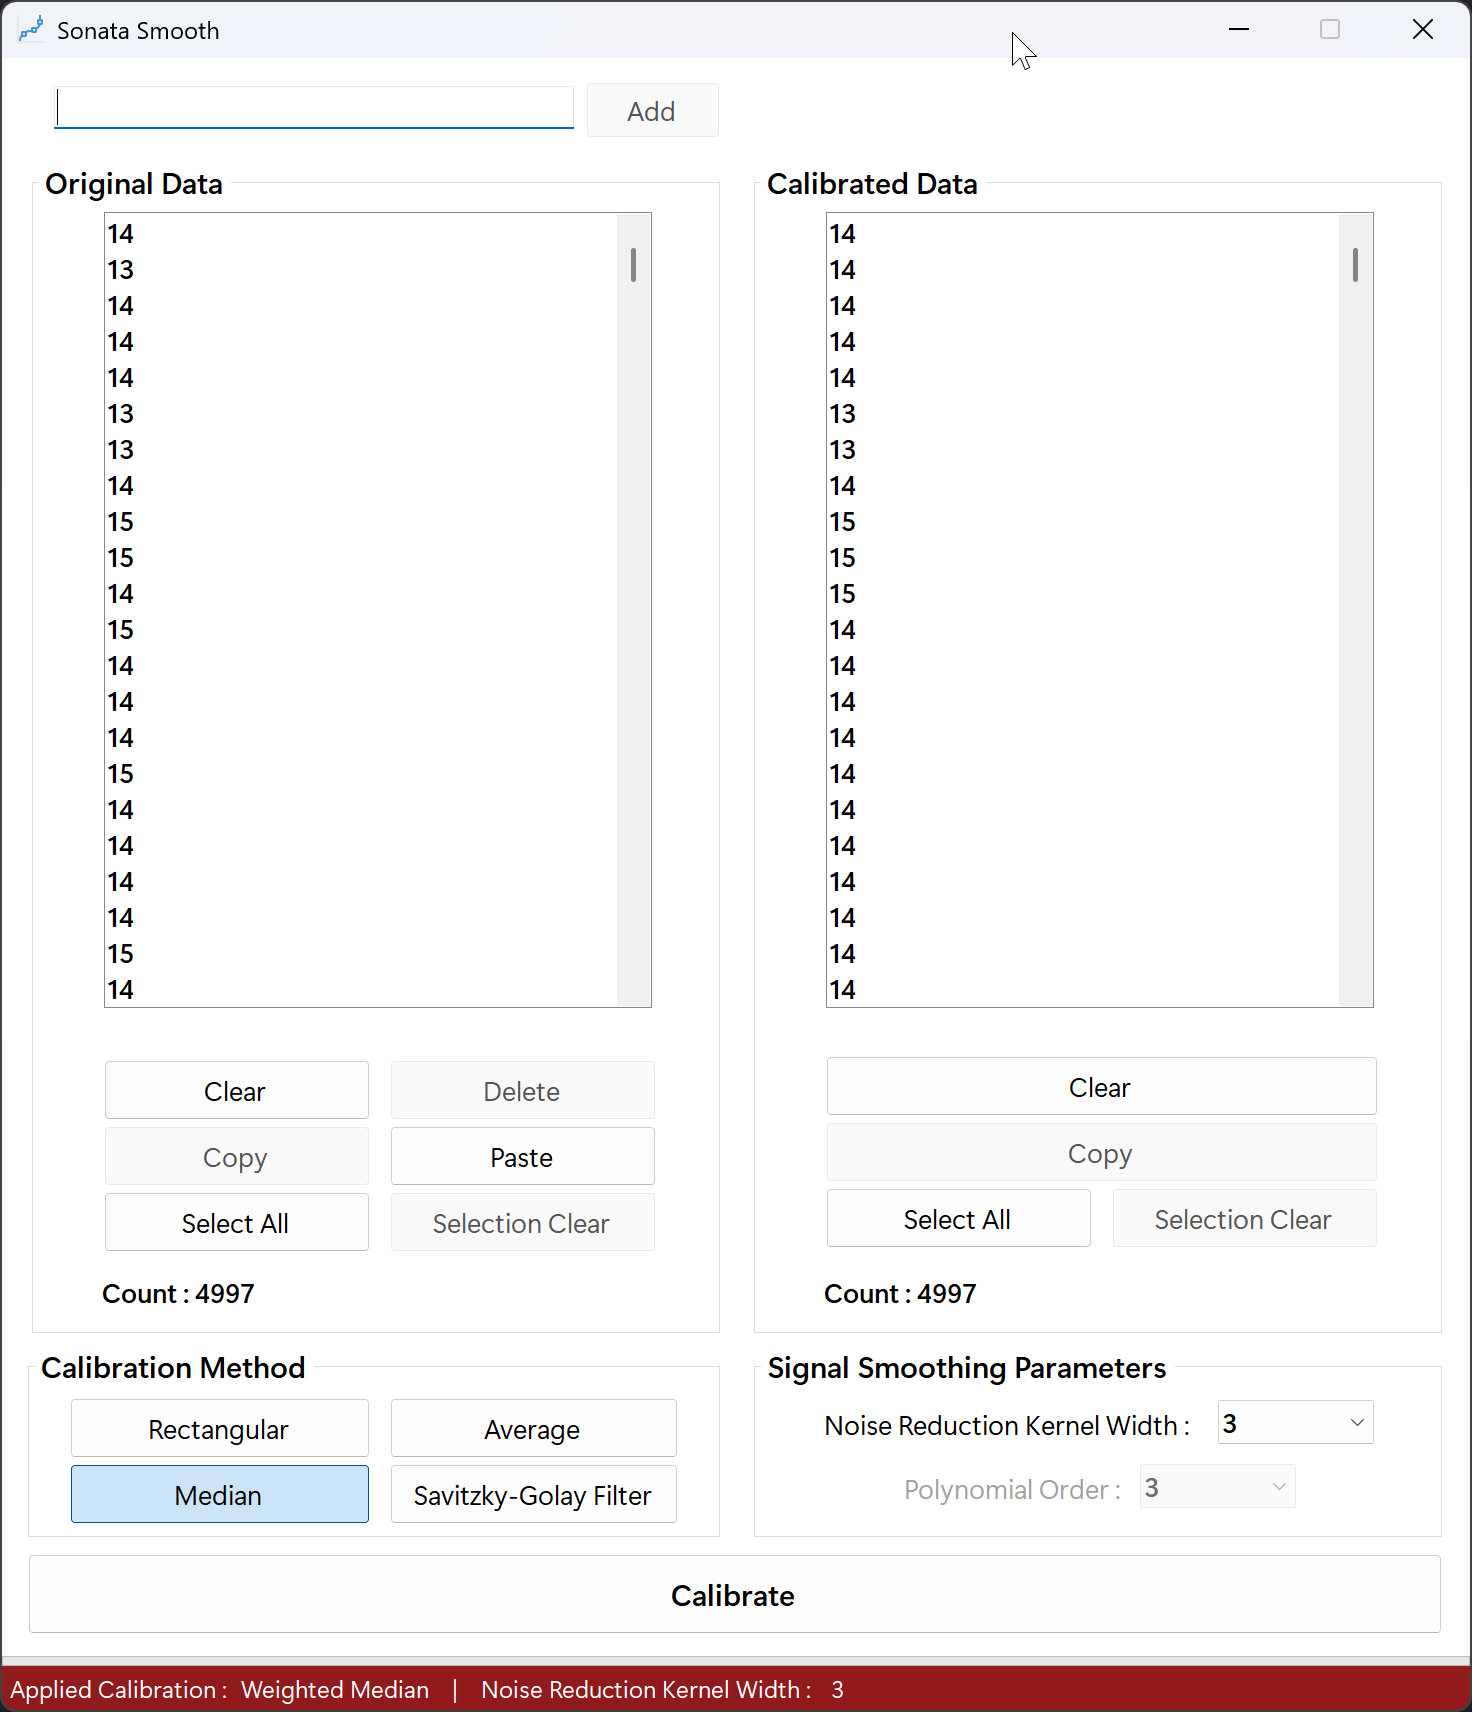 Sonata Smooth
Add
Original Data
14
13
14
14
14
13
13
14
15
15
14
15
14
14
14
15
14
14
14
14
15
14
Clear
Delete
Copy
Paste
Select All
Selection Clear
Count : 4997
Calibrated Data
14
14
14
14
14
13
13
14
15
15
15
14
14
14
14
14
14
14
14
14
14
14
Clear
Copy
Select All
Selection Clear
Count : 4997
Calibration Method
Rectangular
Average
Median
Savitzky-Golay Filter
Signal Smoothing Parameters
Noise Reduction Kernel Width : 3
Polynomial Order : 3
Calibrate
Applied Calibration : Weighted Median | Noise Reduction Kernel Width : 3